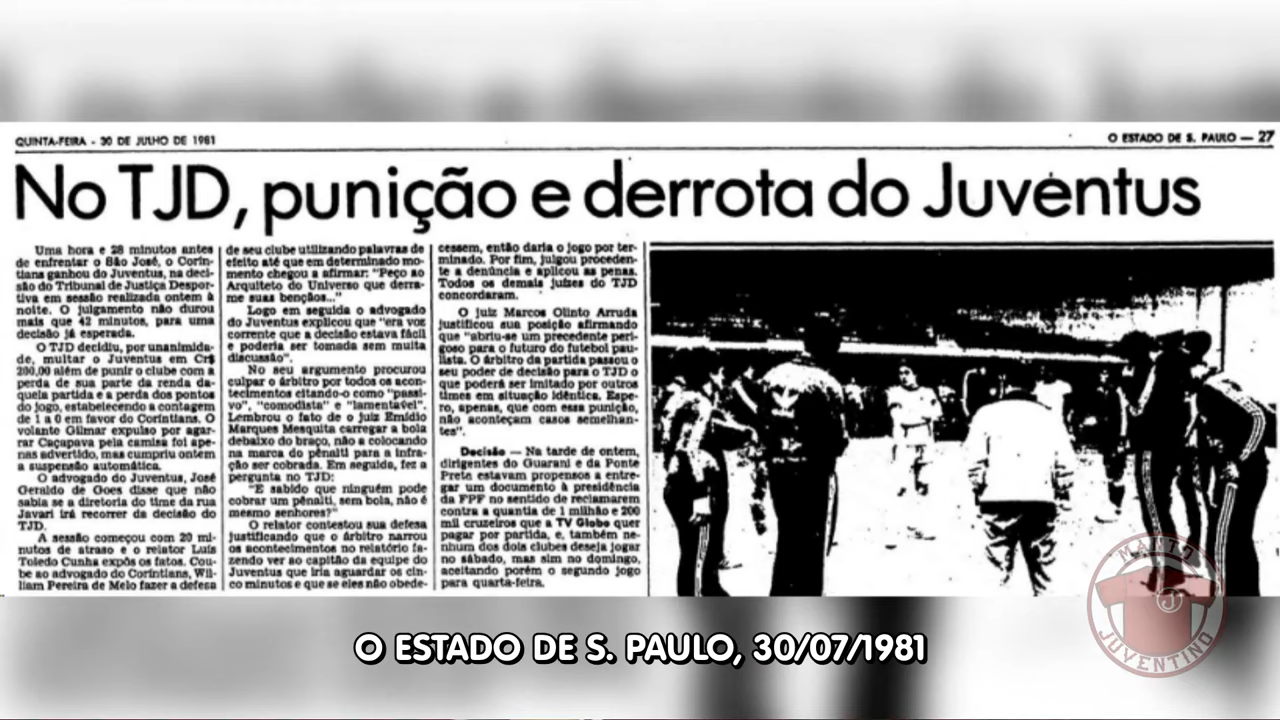 QUINTA-FEIRA - 30 DE JULHO DE 1981
O ESTADO DE S. PAULO — 27
No TJD, punição e derrota do Juventus
Uma hora e 28 minutos antes
de enfrentar o São José, o Corin-
tians ganhou do Juventus, na deci-
são do Tribunal de Justiça Despor-
tiva em sessão realizada ontem à
noite. O julgamento não durou
mais que 42 minutos, para uma
decisão já esperada.
O TJD decidiu, por unanimida-
de, multar o Juventus em Cr$
200,00 além de punir o clube com a
perda de sua parte da renda da-
quela partida e a perda dos pontos
do jogo, estabelecendo a contagem
de 1 a 0 em favor do Corintians. O
volante Gilmar expulso por agar-
rar Caçapava pela camisa foi ape-
nas advertido, mas cumpriu ontem
a suspensão automática.
O advogado do Juventus, José
Geraldo de Goes disse que não
sabia se a diretoria do time da rua
Javari irá recorrer da decisão do
TJD.
A sessão começou com 20 mi-
nutos de atraso e o relator Luís
Toledo Cunha expôs os fatos. Cou-
be ao advogado do Corintians, Wil-
liam Pereira de Melo fazer a defesa
de seu clube utilizando palavras de
efeito até que em determinado mo-
mento chegou a afirmar: "Peço ao
Arquiteto do Universo que derra-
me suas bençãos..."
Logo em seguida o advogado
do Juventus explicou que "era voz
corrente que a decisão estava fácil
e poderia ser tomada sem muita
discussão".
No seu argumento procurou
culpar o árbitro por todos os acon-
tecimentos citando-o como "passi-
vo", "comodista" e "lamentável".
Lembrou o fato de o juiz Emídio
Marques Mesquita carregar a bola
debaixo do braço, não a colocando
na marca do pênalti para a infra-
ção ser cobrada. Em seguida, fez a
pergunta no TJD:
"E sabido que ninguém pode
cobrar um pênalti, sem bola, não é
mesmo senhores?"
O relator contestou sua defesa
justificando que o árbitro narrou
os acontecimentos no relatório fa-
zendo ver ao capitão da equipe do
Juventus que iria aguardar os cin-
co minutos e que se eles não obede-
cessem, então daria o jogo por ter-
minado. Por fim, julgou proceden-
te a denúncia e aplicou as penas.
Todos os demais juízes do TJD
concordaram.
O juiz Marcos Olinto Arruda
justificou sua posição afirmando
que "abriu-se um precedente peri-
goso para o futuro do futebol pau-
lista. O árbitro da partida passou o
seu poder de decisão para o TJD o
que poderá ser imitado por outros
times em situação idêntica. Espe-
ro, apenas, que com essa punição,
não aconteçam casos semelhan-
tes".
Decisão — Na tarde de ontem,
dirigentes do Guarani e da Ponte
Preta estavam propensos a entre-
gar um documento à presidência
da FPF no sentido de reclamarem
contra a quantia de 1 milhão e 200
mil cruzeiros que a TV Globo quer
pagar por partida, e, também ne-
nhum dos dois clubes deseja jogar
no sábado, mas sim no domingo,
aceitando porém o segundo jogo
para quarta-feira.
MANTO
JUVENTINO
O ESTADO DE S. PAULO, 30/07/1981